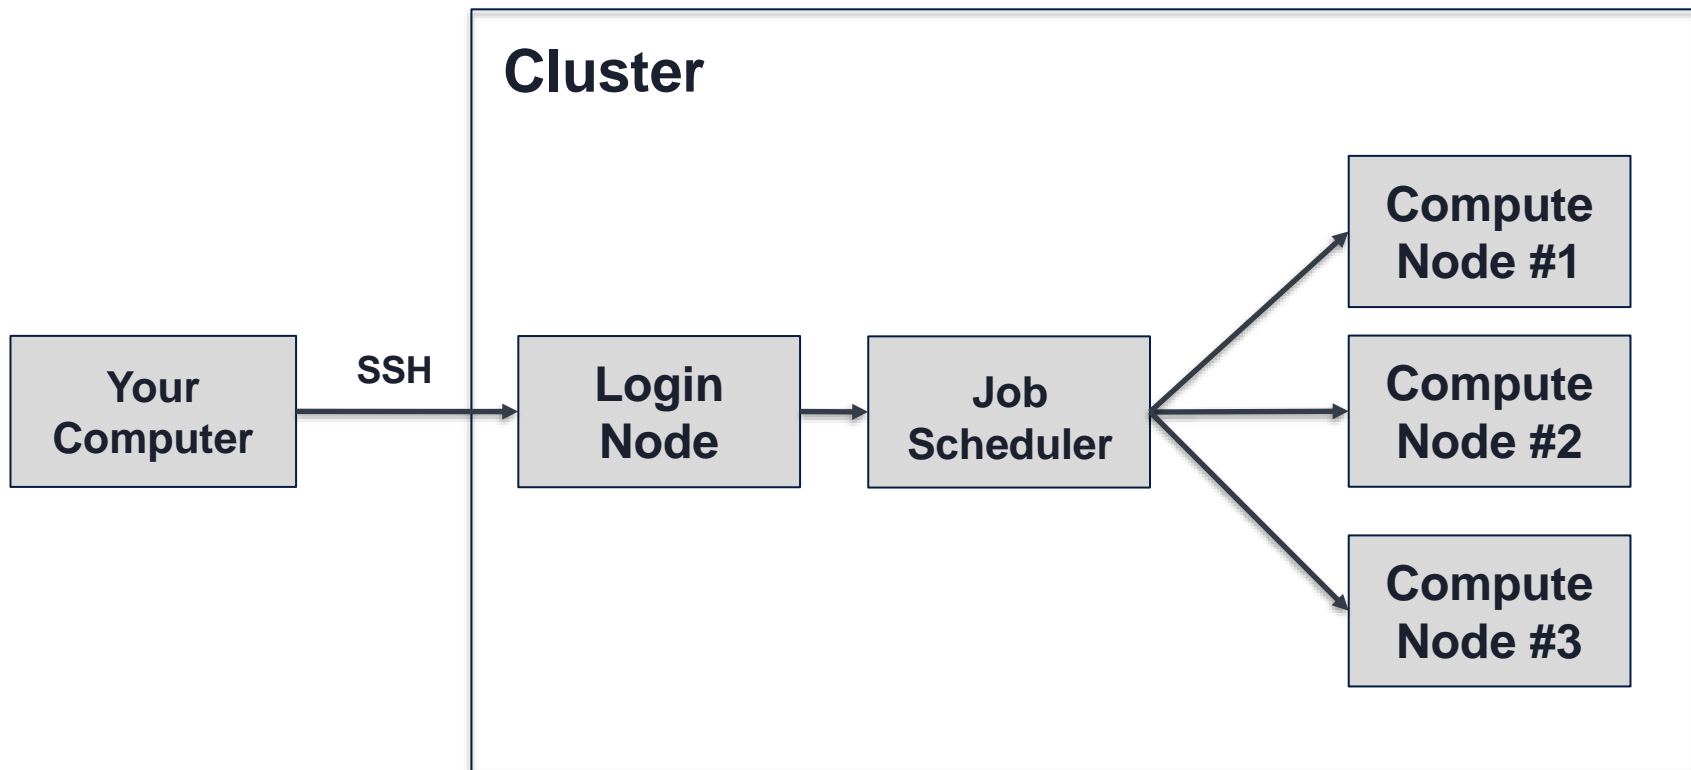 Cluster
Your
Computer
SSH
Login
Node
Job
Scheduler
Compute
Node #1
Compute
Node #2
Compute
Node #3